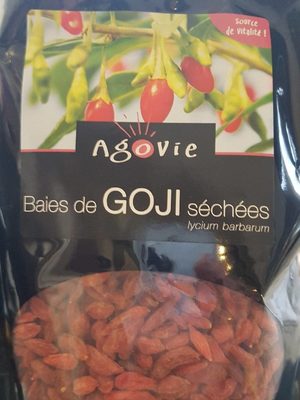 Source
de vitalité !
Agovie
Baies de GOJI séchées
lycium barbarum